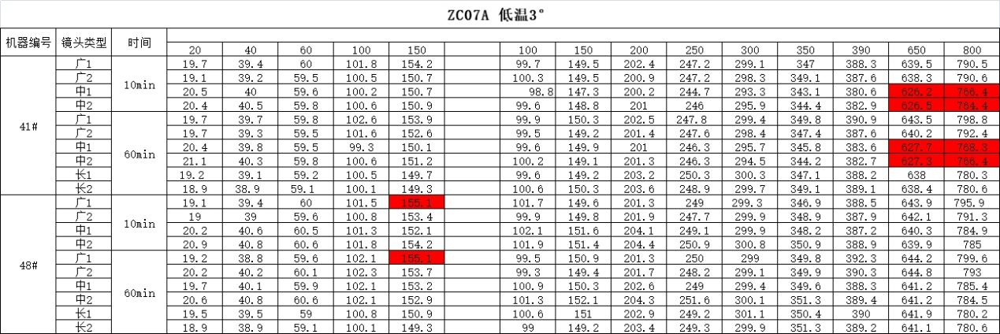 ZC07A 低温3°
机器编号 镜头类型 时间
20 40 60 100 150 100 150 200 250 300 350 390 650 800
广1 19.7 39.4 60 101.8 154.2 99.7 149.5 202.4 247.2 299.1 347 388.3 639.5 790.5
广2 19.1 39.2 59.5 100.5 150.7 100.3 149.5 200.9 247.2 298.3 349.1 387.6 638.3 790.6
10min
中1 20.5 40 59.6 100.2 150.7 98.8 147.3 200.2 244.7 293.3 343.1 380.6 626.2 766.4
中2 20.4 40.5 59.8 100.6 150.9 99.6 148.8 201 246 295.9 344.4 382.9 626.5 764.4
41#
广1 19.7 39.7 59.8 102.6 153.9 99.9 150.3 202.5 247.8 299.4 349.8 390.9 643.5 798.8
广2 19.7 39.3 59.5 101.6 152.6 99.5 149.2 201.4 247.6 298.4 347.4 387.6 640.2 792.4
中1 20.4 39.8 59.5 99.3 150.1 99.6 149.9 201 246.3 295.7 345.8 383.6 627.7 768.3
60min
中2 21.1 40.3 59.8 100.6 151.2 100.2 149.1 201.3 246.3 294.5 344.2 382.7 627.3 766.4
长1 19.2 39.1 59.2 100.5 149.7 99.6 149.2 203.2 250.3 300.3 347.1 388.2 638 780.3
长2 18.9 38.9 59.1 100.1 149.3 100.6 150.3 203.6 248.9 299.7 349.1 389.1 638.4 780.6
广1 19.1 39.4 60 101.5 155.1 101.7 149.6 201.3 249 299.3 346.9 388.5 643.9 795.9
广2 19 39 59.6 100.8 153.4 99.9 149.8 201.9 247.7 299.9 348.9 387.9 642.1 791.3
10min
中1 20.2 40.6 60.5 101.3 152.1 102.1 151.6 204.1 249.1 299.9 348.2 387.2 640.3 784.9
中2 20.9 40.8 60.6 101.8 154.2 101.9 151.4 204.4 250.9 300.8 350.9 388.9 639.9 785
48#
广1 19.2 38.8 59.6 102.1 155.1 99.5 150.9 201.3 250 299 349.8 392.3 644.2 799.6
广2 20.2 40.2 60.1 102.3 153.7 99.3 149.4 201.7 248.2 299.1 349.9 390.3 644.8 793
中1 19.7 40.1 59.9 102.1 153.2 100.9 150.3 202.6 249 299.4 349.6 388.3 641.2 785.4
60min
中2 20.6 40.8 60.6 102.1 152.9 101.3 152.1 204.3 251.6 300.1 351.3 389.4 641.2 784.5
长1 19.5 39.5 59 100.8 150.9 100.6 151 202.9 249.2 301.1 350.4 390 641.9 780.2
长2 18.9 38.9 59.1 100.1 149.3 99 149.2 203.4 249.3 299.9 351.3 389.2 641.1 780.6